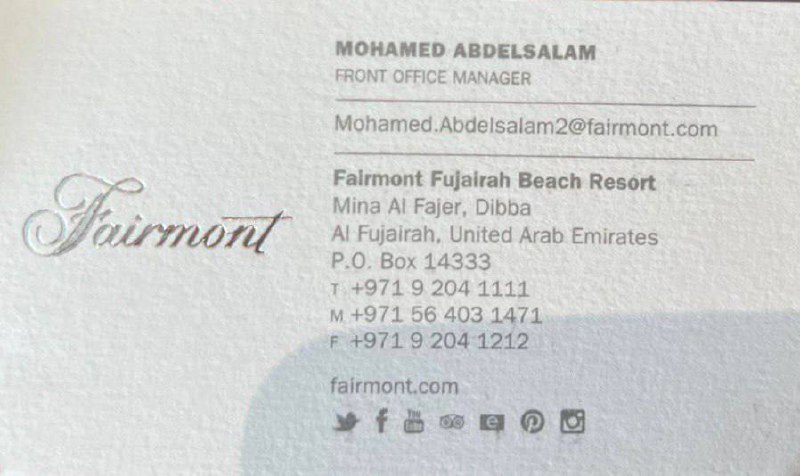 MOHAMED ABDELSALAM
FRONT OFFICE MANAGER
Mohamed.Abdelsalam2@fairmont.com
Fairmont
Fairmont Fujairah Beach Resort
Mina Al Fajer, Dibba
Al Fujairah, United Arab Emirates
P.O. Box 14333
T +971 9 204 1111
M +971 56 403 1471
F +971 9 204 1212
fairmont.com